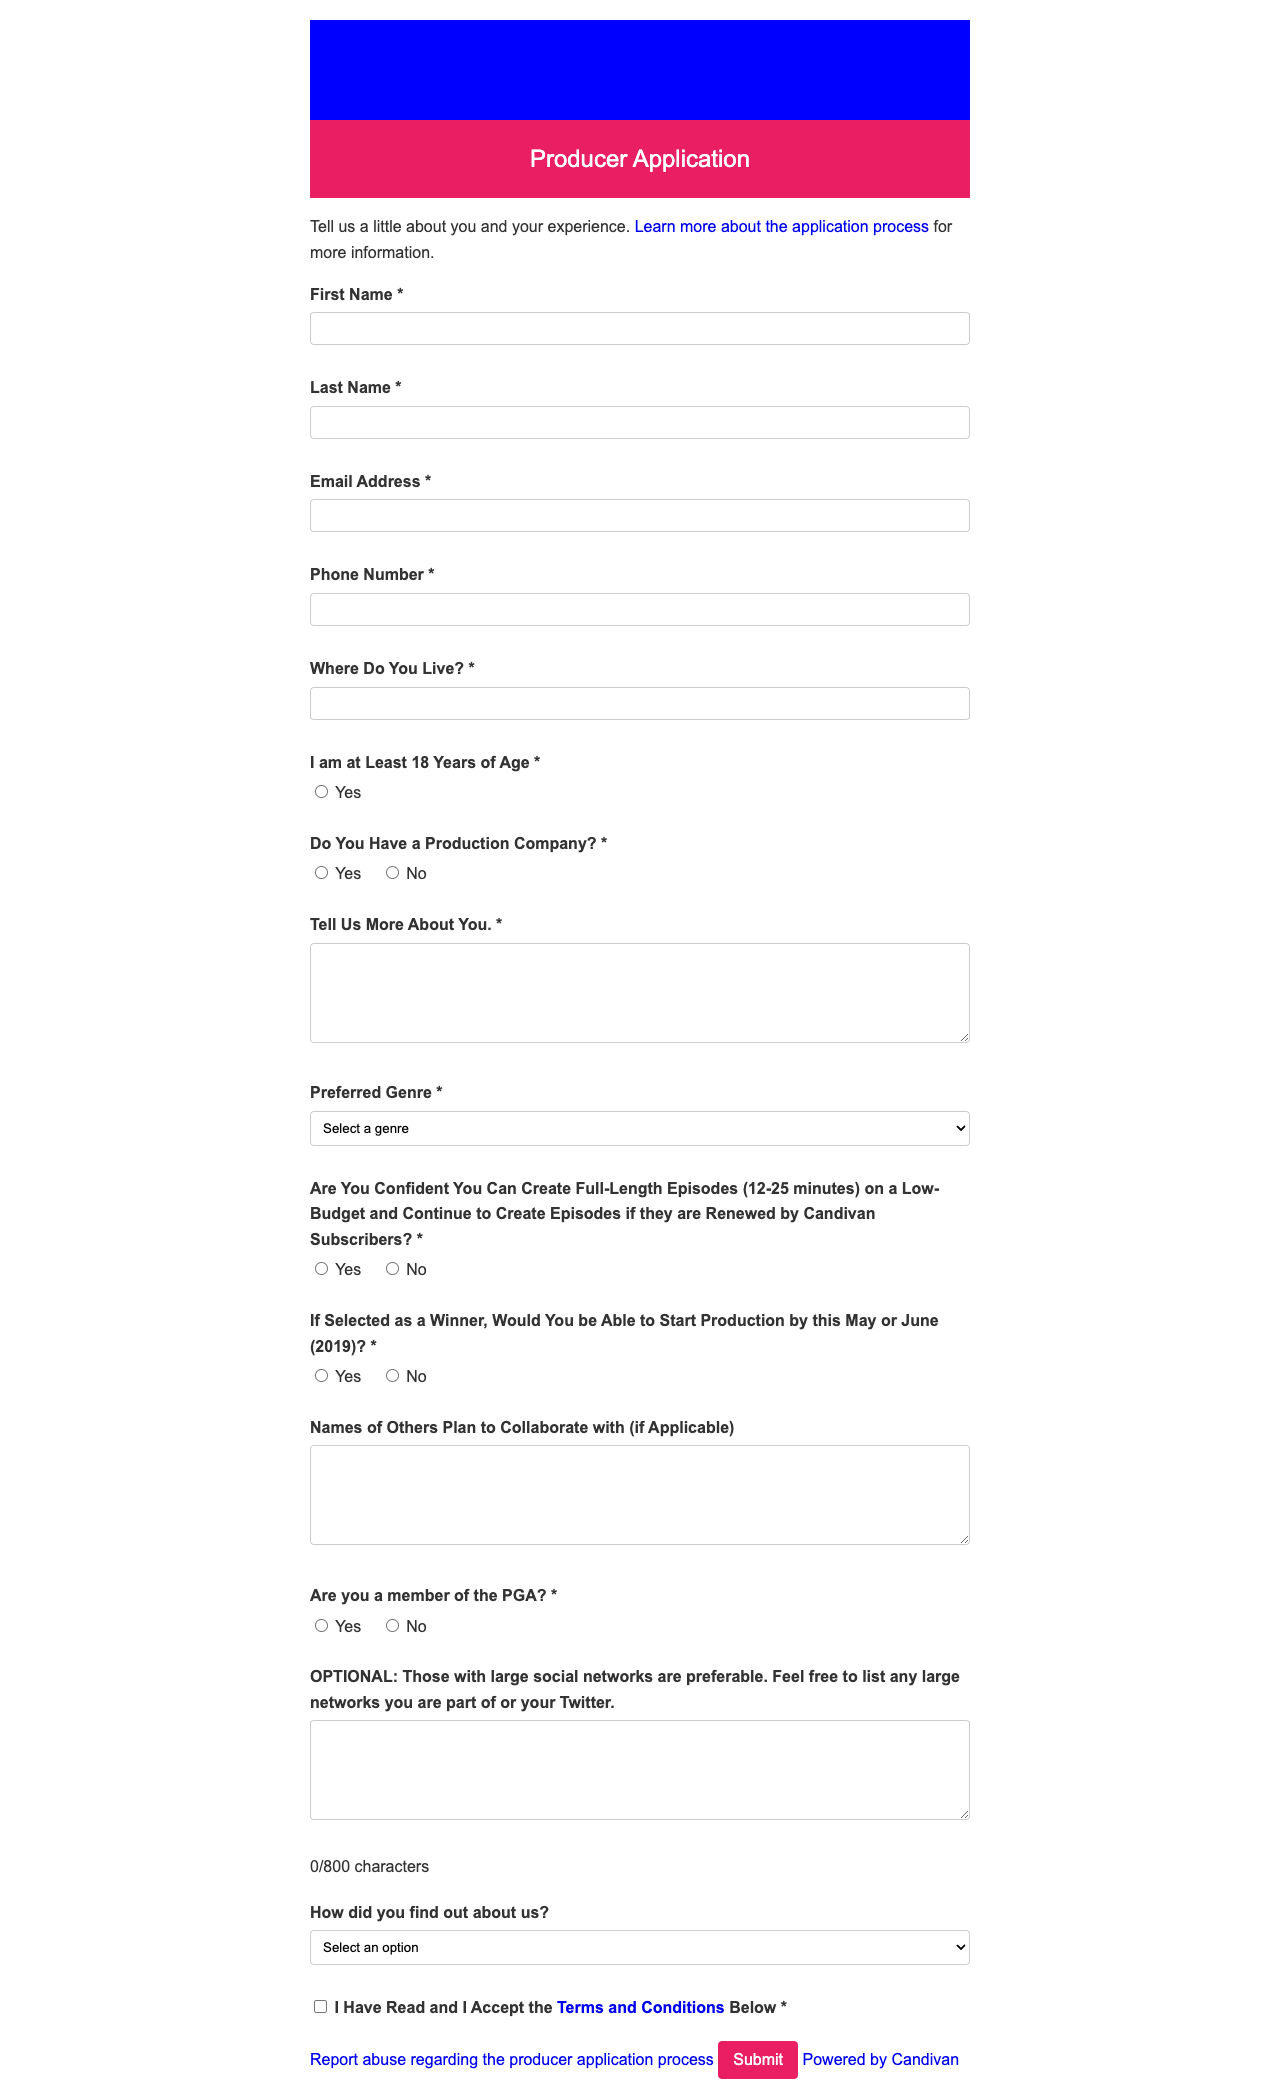 Producer Application
Tell us a little about you and your experience. Learn more about the application process for
more information.
First Name *
Last Name *
Email Address *
Phone Number *
Where Do You Live? *
I am at Least 18 Years of Age *
Yes
Do You Have a Production Company? *
Yes No
Tell Us More About You. *
Preferred Genre *
Select a genre
Are You Confident You Can Create Full-Length Episodes (12-25 minutes) on a Low-
Budget and Continue to Create Episodes if they are Renewed by Candivan
Subscribers? *
Yes No
If Selected as a Winner, Would You be Able to Start Production by this May or June
(2019)? *
Yes No
Names of Others Plan to Collaborate with (if Applicable)
Are you a member of the PGA? *
Yes No
OPTIONAL: Those with large social networks are preferable. Feel free to list any large
networks you are part of or your Twitter.
0/800 characters
How did you find out about us?
Select an option
I Have Read and I Accept the Terms and Conditions Below *
Report abuse regarding the producer application process Submit Powered by Candivan